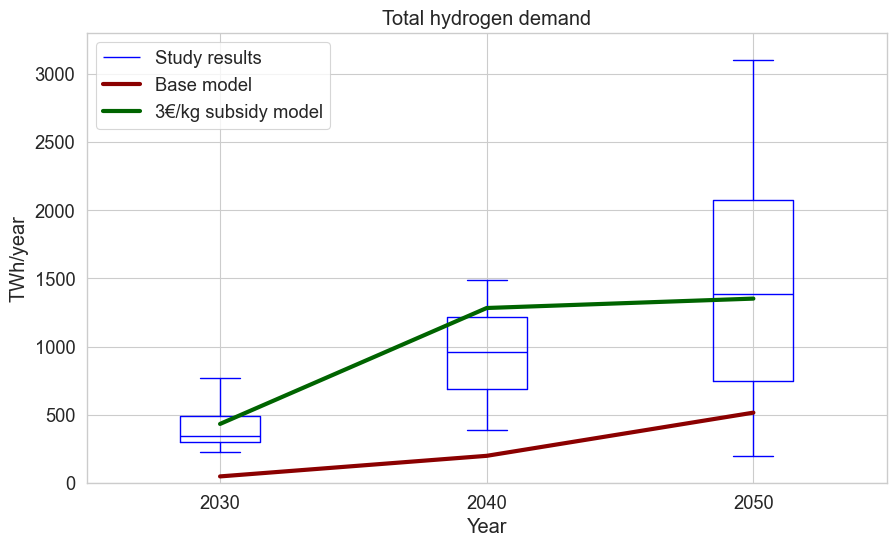 Total hydrogen demand
Study results
Base model
3€/kg subsidy model
3000
2500
2000
1500
1000
500
0
TWh/year
2030
2040
2050
Year